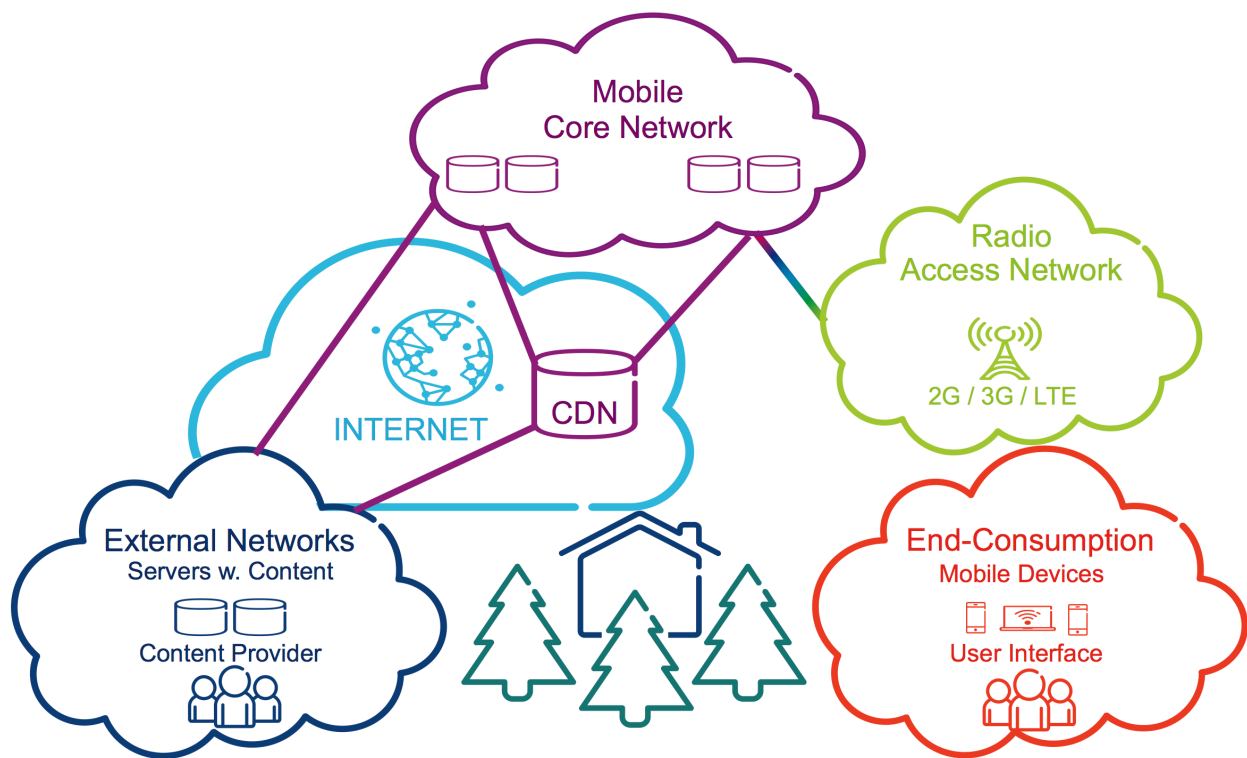 Mobile
Core Network
Radio
Access Network
2G / 3G / LTE
CDN
INTERNET
External Networks
Servers w. Content
Content Provider
End-Consumption
Mobile Devices
User Interface